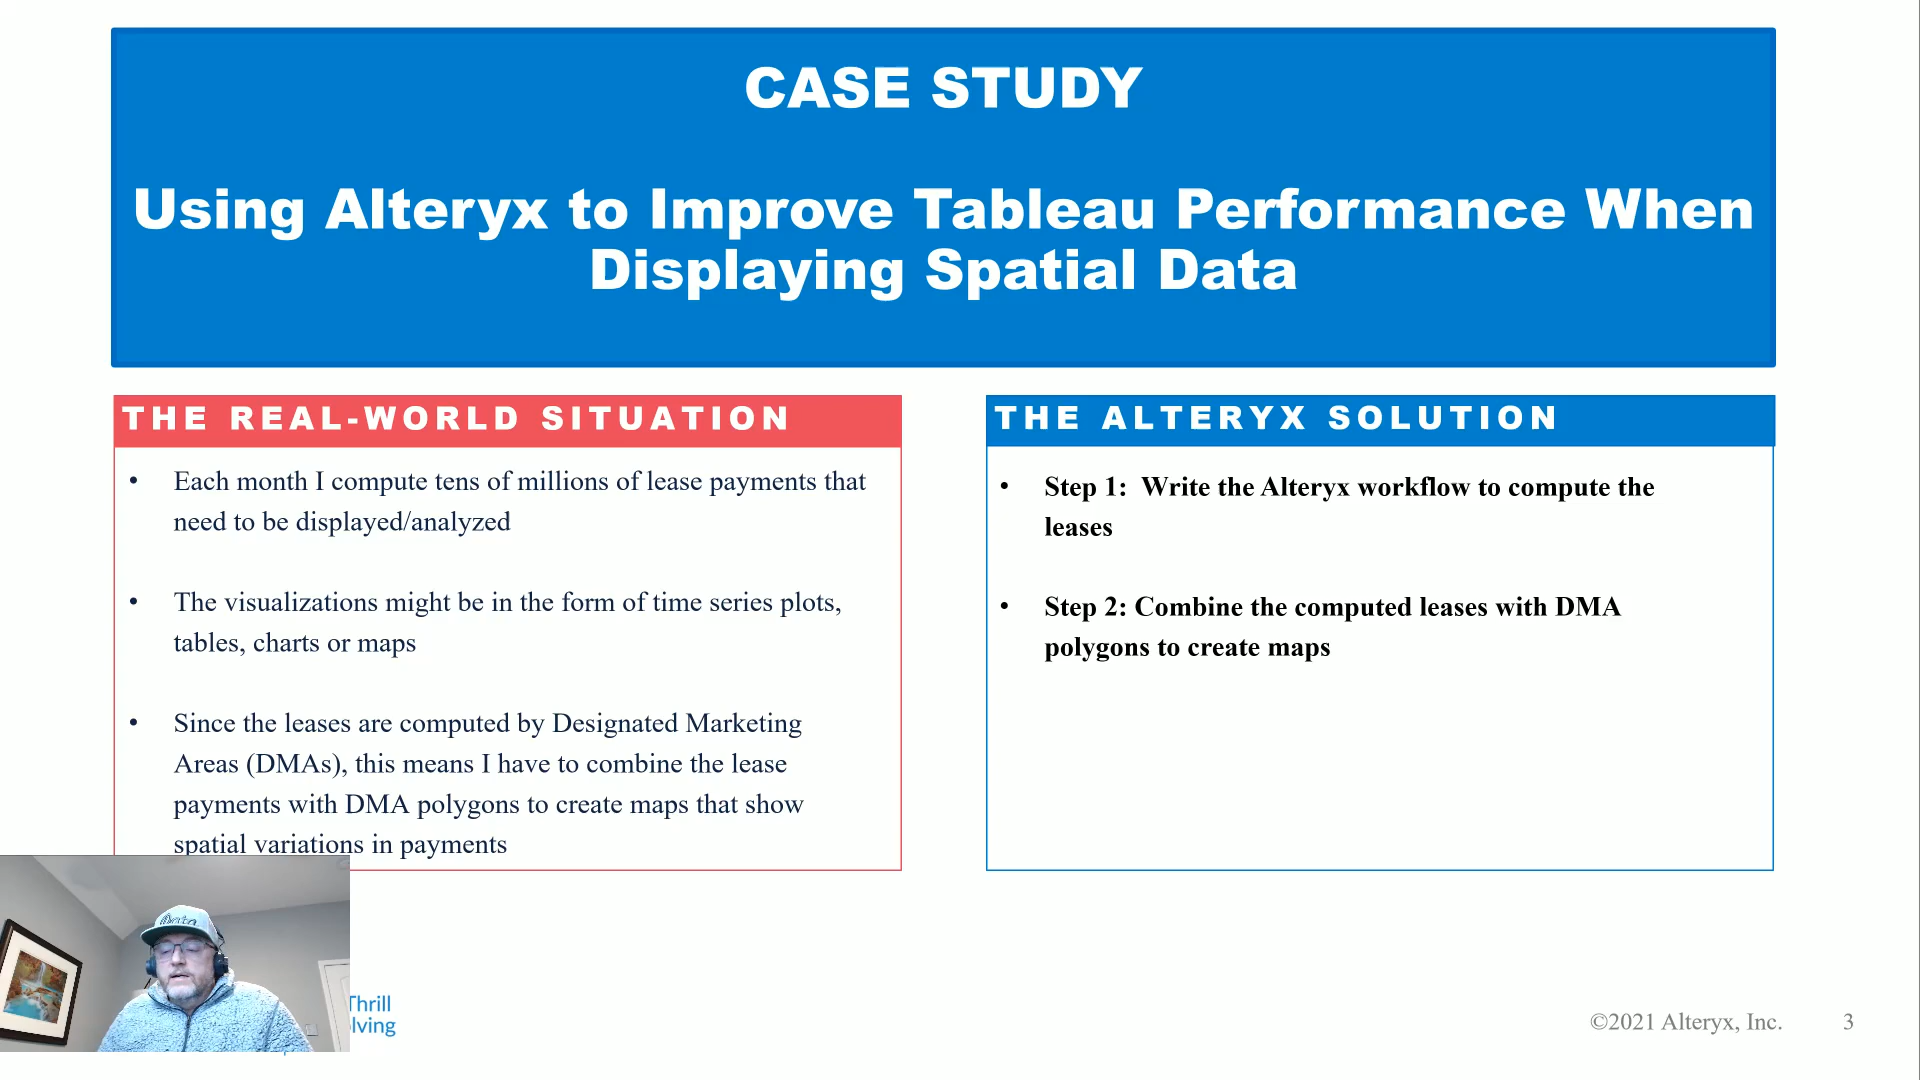 CASE STUDY
Using Alteryx to Improve Tableau Performance When
Displaying Spatial Data
THE REAL-WORLD SITUATION
• Each month I compute tens of millions of lease payments that
need to be displayed/analyzed
• The visualizations might be in the form of time series plots,
tables, charts or maps
• Since the leases are computed by Designated Marketing
Areas (DMAs), this means I have to combine the lease
payments with DMA polygons to create maps that show
spatial variations in payments
THE ALTERYX SOLUTION
• Step 1: Write the Alteryx workflow to compute the
leases
• Step 2: Combine the computed leases with DMA
polygons to create maps
Thrill
lving
©2021 Alteryx, Inc. 3